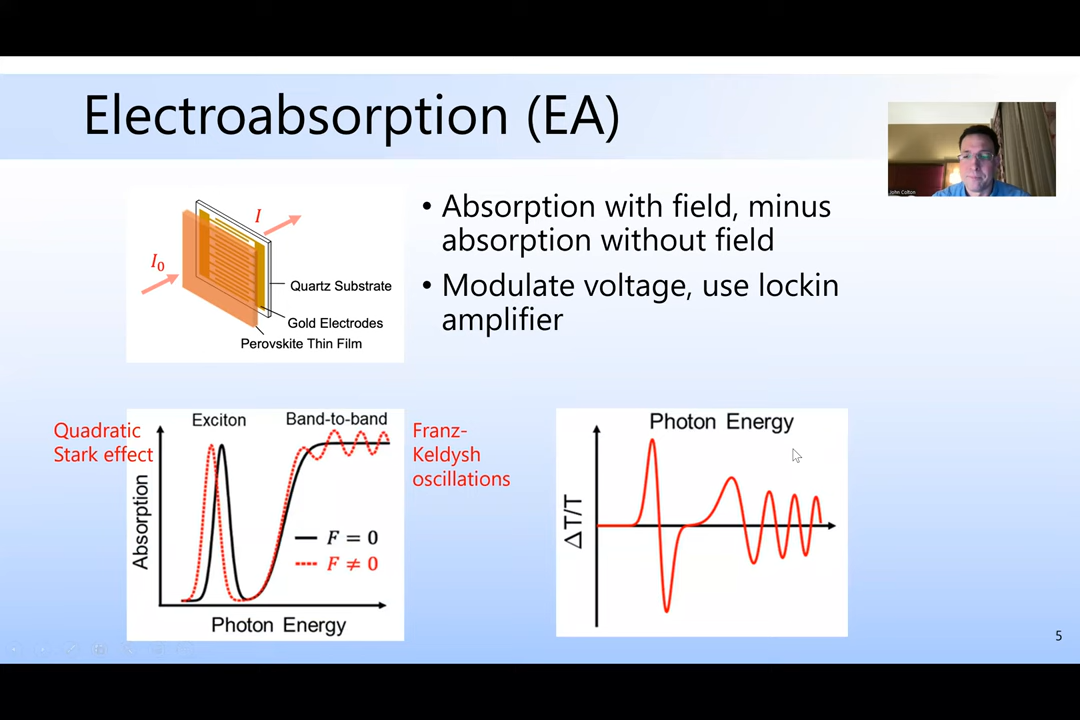 Electroabsorption (EA)
John Colton
I
I₀
Quartz Substrate
Gold Electrodes
Perovskite Thin Film
• Absorption with field, minus
absorption without field
• Modulate voltage, use lockin
amplifier
Quadratic
Stark effect
Exciton
Band-to-band
Absorption
F = 0
F ≠ 0
Photon Energy
Franz-
Keldysh
oscillations
Photon Energy
ΔT/T
5